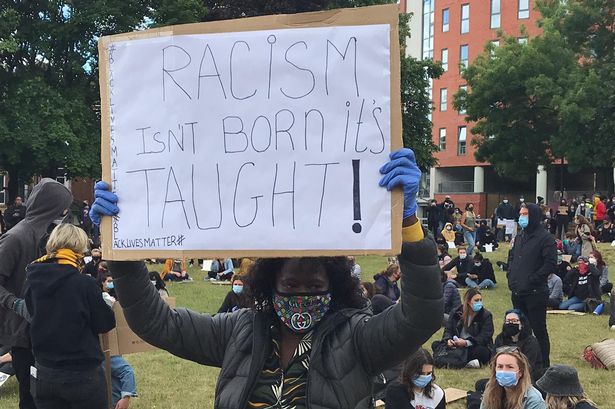 RACISM
ISN'T BORN it's
TAUGHT!
#BLACKLIVESMATTER
BLACKLIVESMATTER#